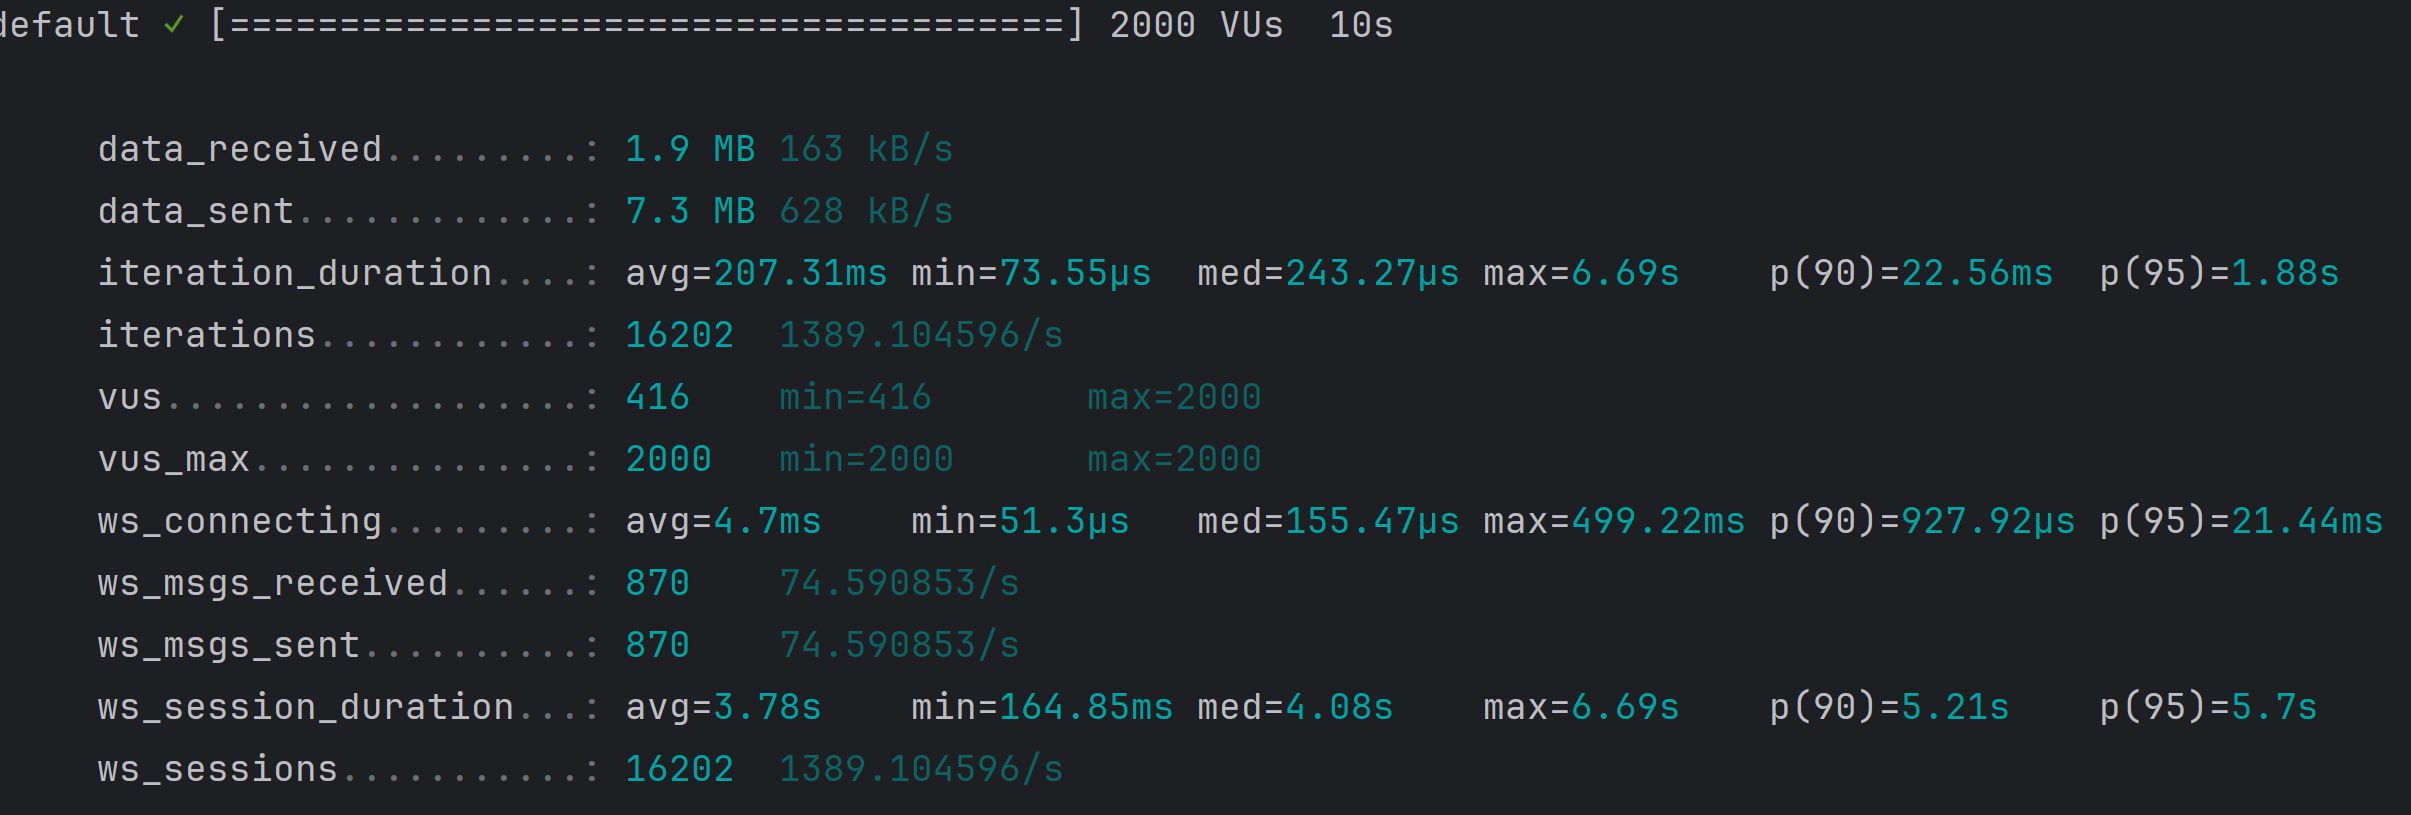 default ✓ [======================================] 2000 VUs  10s
data_received.........: 1.9 MB 163 kB/s
data_sent.............: 7.3 MB 628 kB/s
iteration_duration....: avg=207.31ms min=73.55µs  med=243.27µs max=6.69s    p(90)=22.56ms  p(95)=1.88s
iterations............: 16202  1389.104596/s
vus...................: 416    min=416       max=2000
vus_max...............: 2000   min=2000      max=2000
ws_connecting.........: avg=4.7ms    min=51.3µs   med=155.47µs max=499.22ms p(90)=927.92µs p(95)=21.44ms
ws_msgs_received......: 870    74.590853/s
ws_msgs_sent..........: 870    74.590853/s
ws_session_duration...: avg=3.78s    min=164.85ms med=4.08s    max=6.69s    p(90)=5.21s    p(95)=5.7s
ws_sessions...........: 16202  1389.104596/s